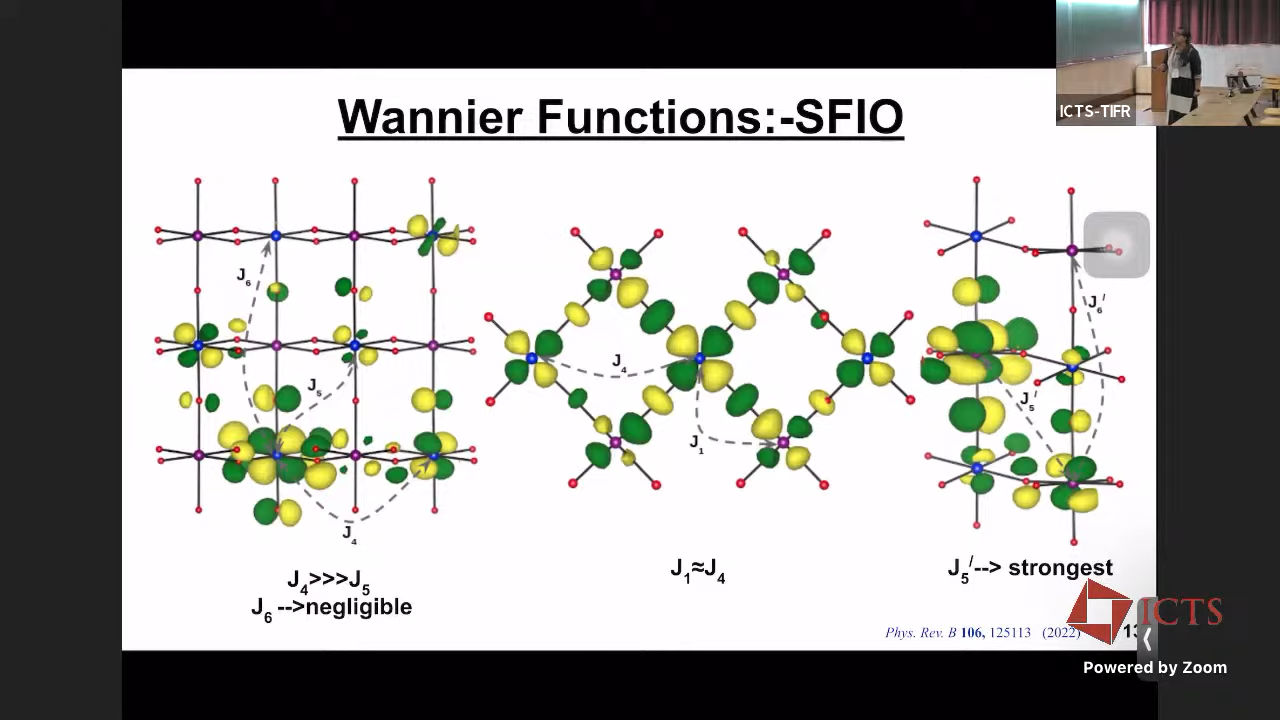 Wannier Functions:-SFIO
ICTS-TIFR
J6
J5
J4
J4
J1
J6/
J5/
J4>>>J5
J6 -->negligible
J1≈J4
J5/--> strongest
Phys. Rev. B 106, 125113 (2022)
ICTS
Powered by Zoom